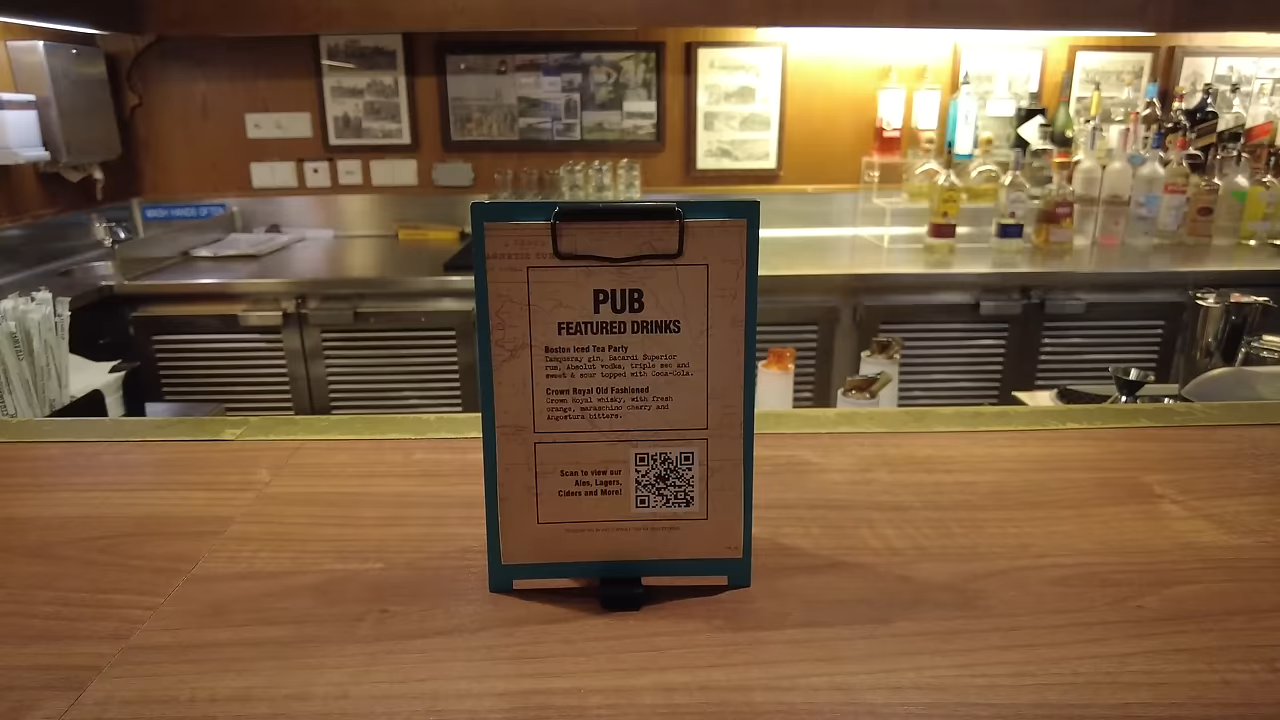 WASH HANDS OFTEN
PUB
FEATURED DRINKS
Boston Iced Tea Party
Tanqueray gin, Bacardi Superior
rum, Absolut vodka, triple sec and
sweet & sour topped with Coca-Cola.
Crown Royal Old Fashioned
Crown Royal whisky, with fresh
orange, maraschino cherry and
Angostura bitters.
Scan to view our
Ales, Lagers,
Ciders and More!